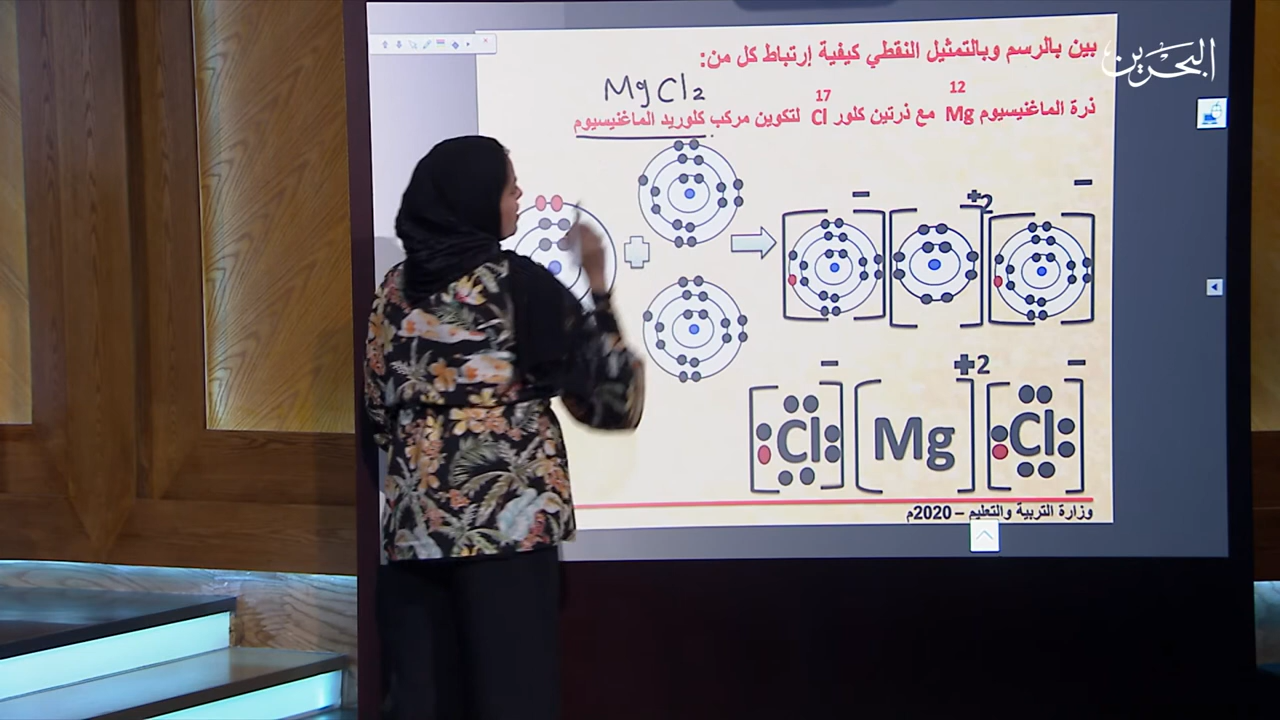 البحرين
بين بالرسم وبالتمثيل النقطي كيفية إرتباط كل من:
MgCl2
12
17
ذرة الماغنيسيوم Mg مع ذرتين كلور Cl لتكوين مركب كلوريد الماغنيسيوم .
- +2 -
- +2 -
Cl Mg Cl
وزارة التربية والتعليم – 2020م